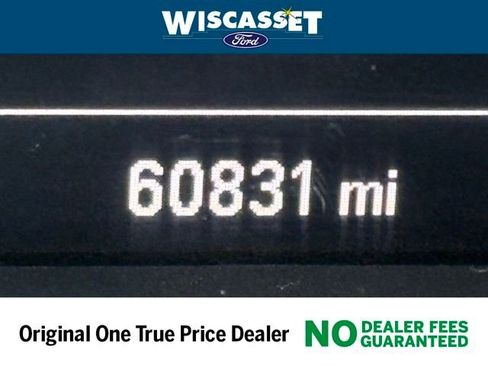 WISCASSET
Ford
60831 mi
Original One True Price Dealer
NO DEALER FEES
GUARANTEED